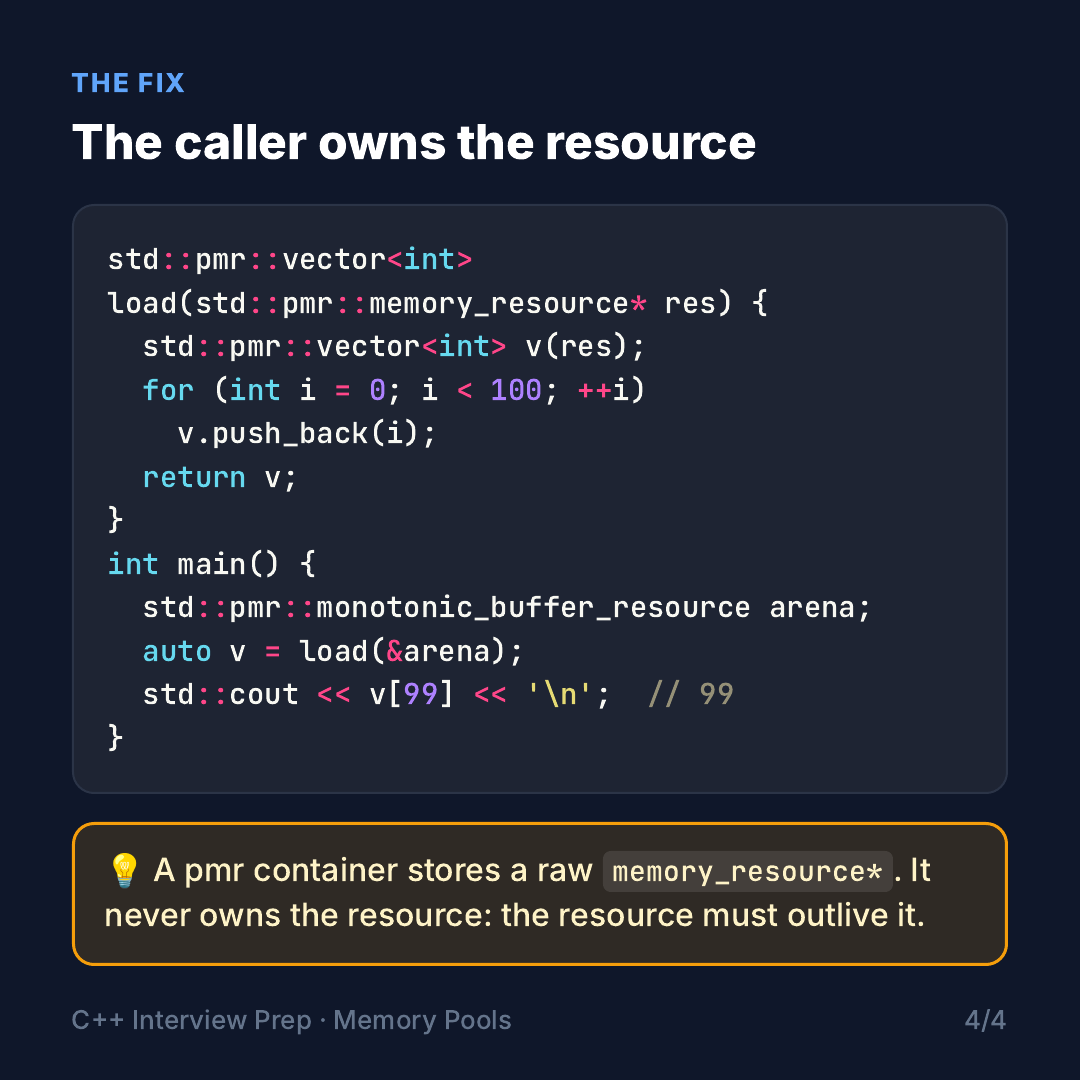 THE FIX
The caller owns the resource
std::pmr::vector<int>
load(std::pmr::memory_resource* res) {
  std::pmr::vector<int> v(res);
  for (int i = 0; i < 100; ++i)
    v.push_back(i);
  return v;
}
int main() {
  std::pmr::monotonic_buffer_resource arena;
  auto v = load(&arena);
  std::cout << v[99] << '\n';  // 99
}
💡 A pmr container stores a raw memory_resource*. It
never owns the resource: the resource must outlive it.
C++ Interview Prep · Memory Pools
4/4